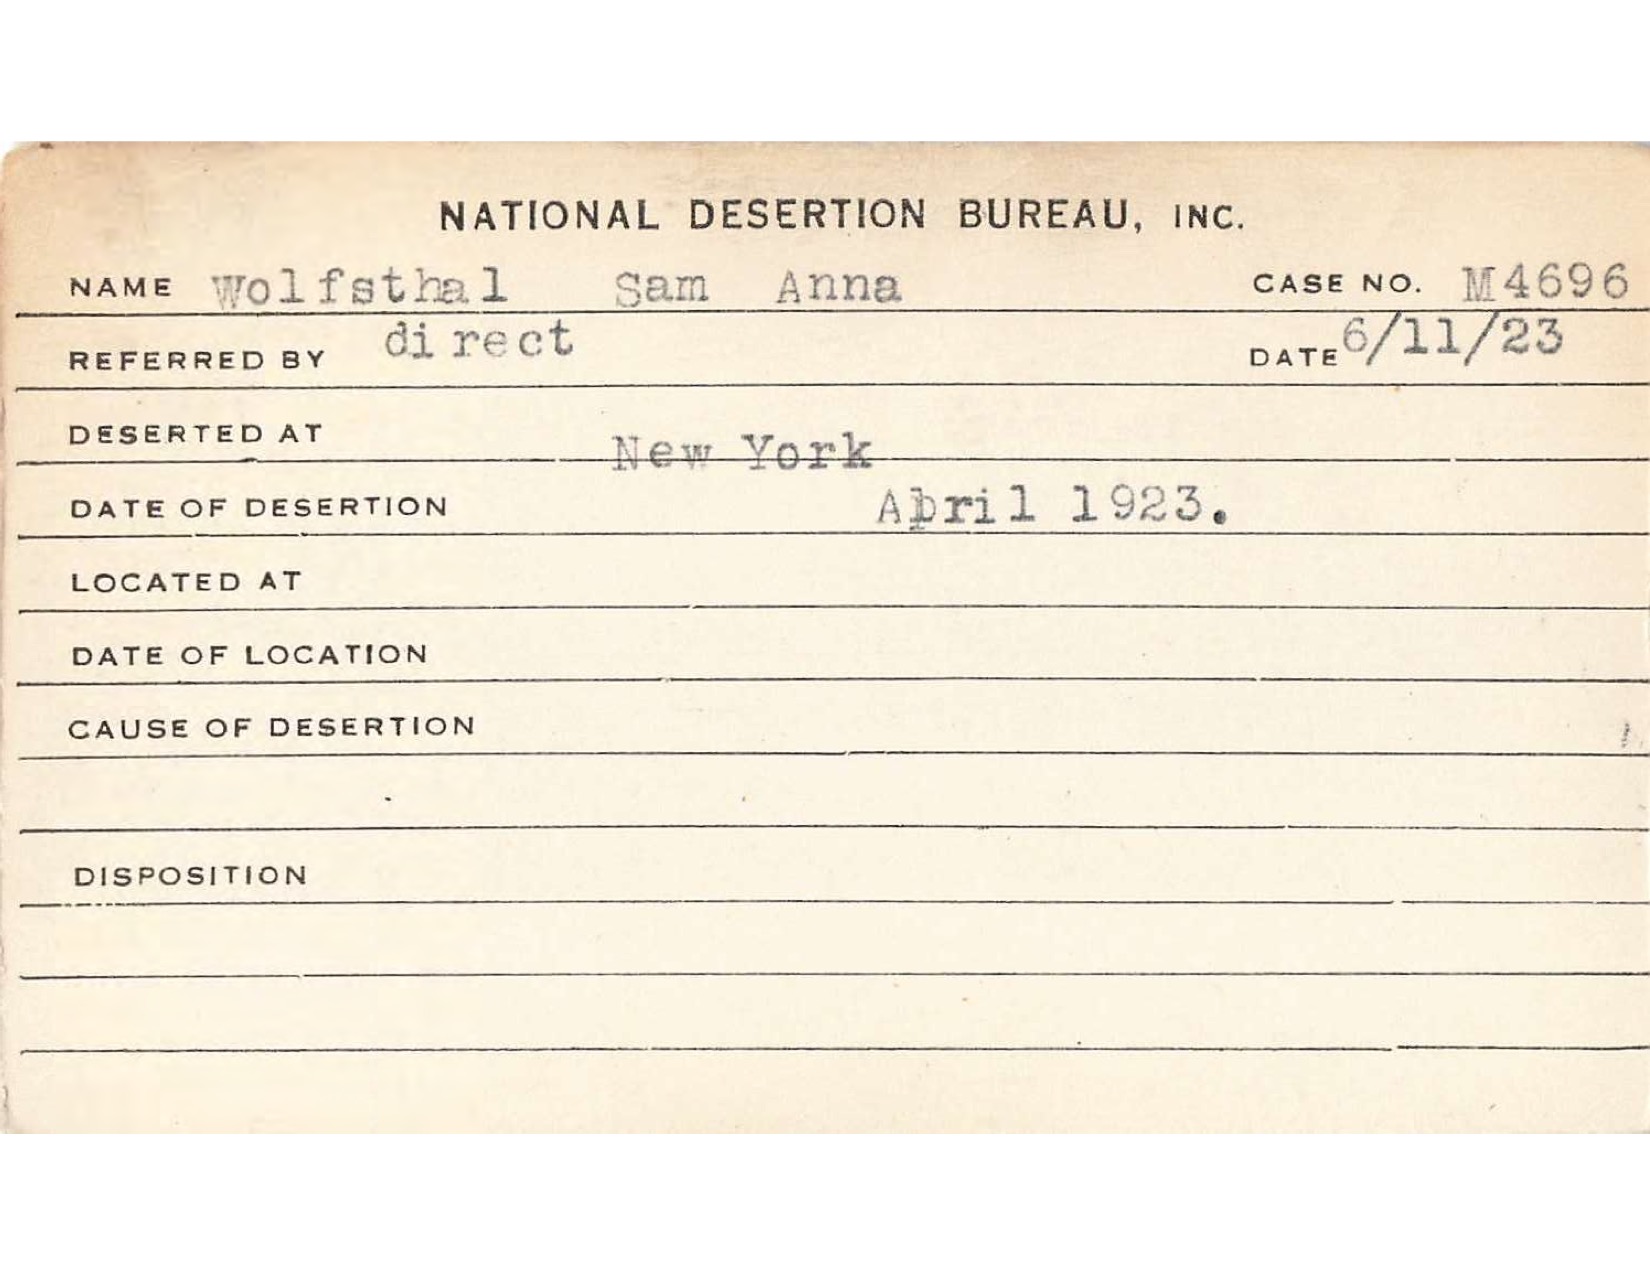 NATIONAL DESERTION BUREAU, INC.
NAME Wolfsthal Sam Anna CASE NO. M4696
REFERRED BY direct DATE 6/11/23
DESERTED AT New York
DATE OF DESERTION April 1923.
LOCATED AT
DATE OF LOCATION
CAUSE OF DESERTION
DISPOSITION